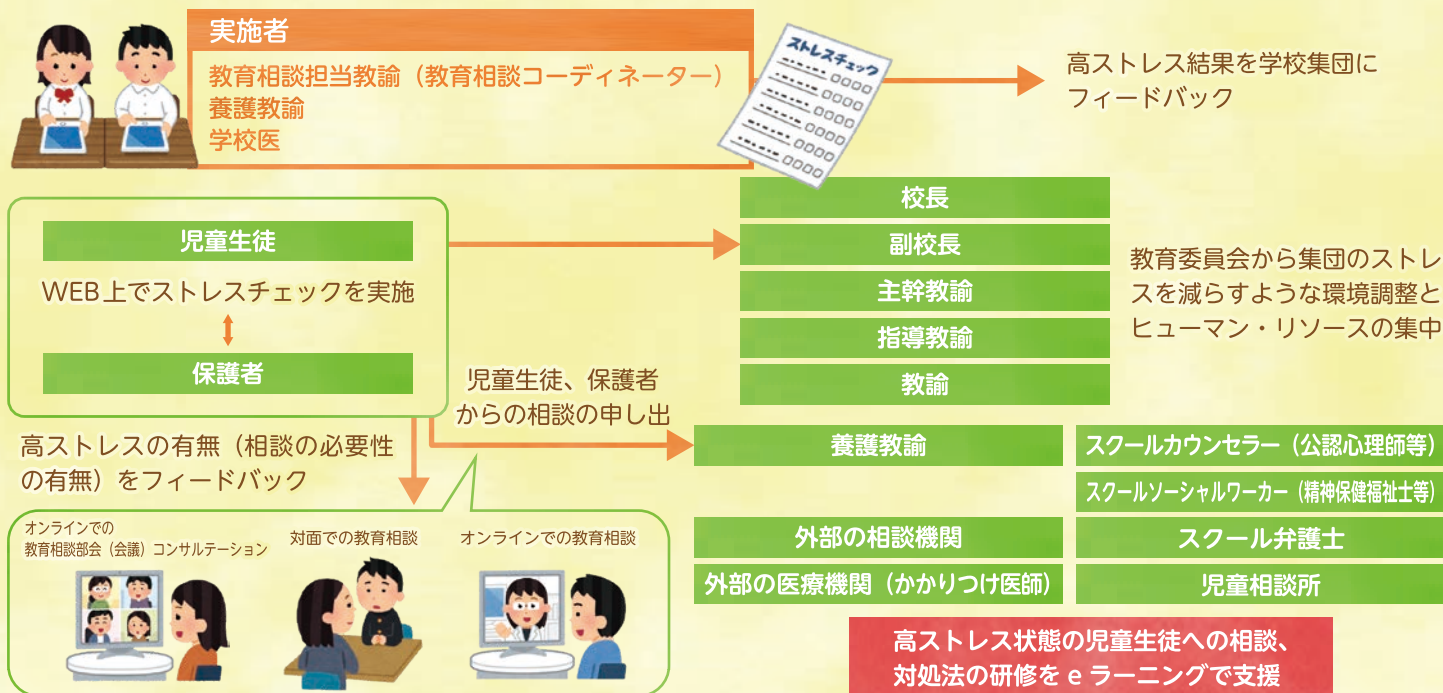 実施者
教育相談担当教諭（教育相談コーディネーター）
養護教諭
学校医
ストレスチェック
高ストレス結果を学校集団に
フィードバック
児童生徒
WEB上でストレスチェックを実施
保護者
校長
副校長
主幹教諭
指導教諭
教諭
教育委員会から集団のストレ
スを減らすような環境調整と
ヒューマン・リソースの集中
児童生徒、保護者
からの相談の申し出
高ストレスの有無（相談の必要性
の有無）をフィードバック
養護教諭
スクールカウンセラー（公認心理師等）
スクールソーシャルワーカー（精神保健福祉士等）
外部の相談機関
スクール弁護士
外部の医療機関（かかりつけ医師）
児童相談所
オンラインでの
教育相談部会（会議）コンサルテーション
対面での教育相談
オンラインでの教育相談
高ストレス状態の児童生徒への相談、
対処法の研修を e ラーニングで支援